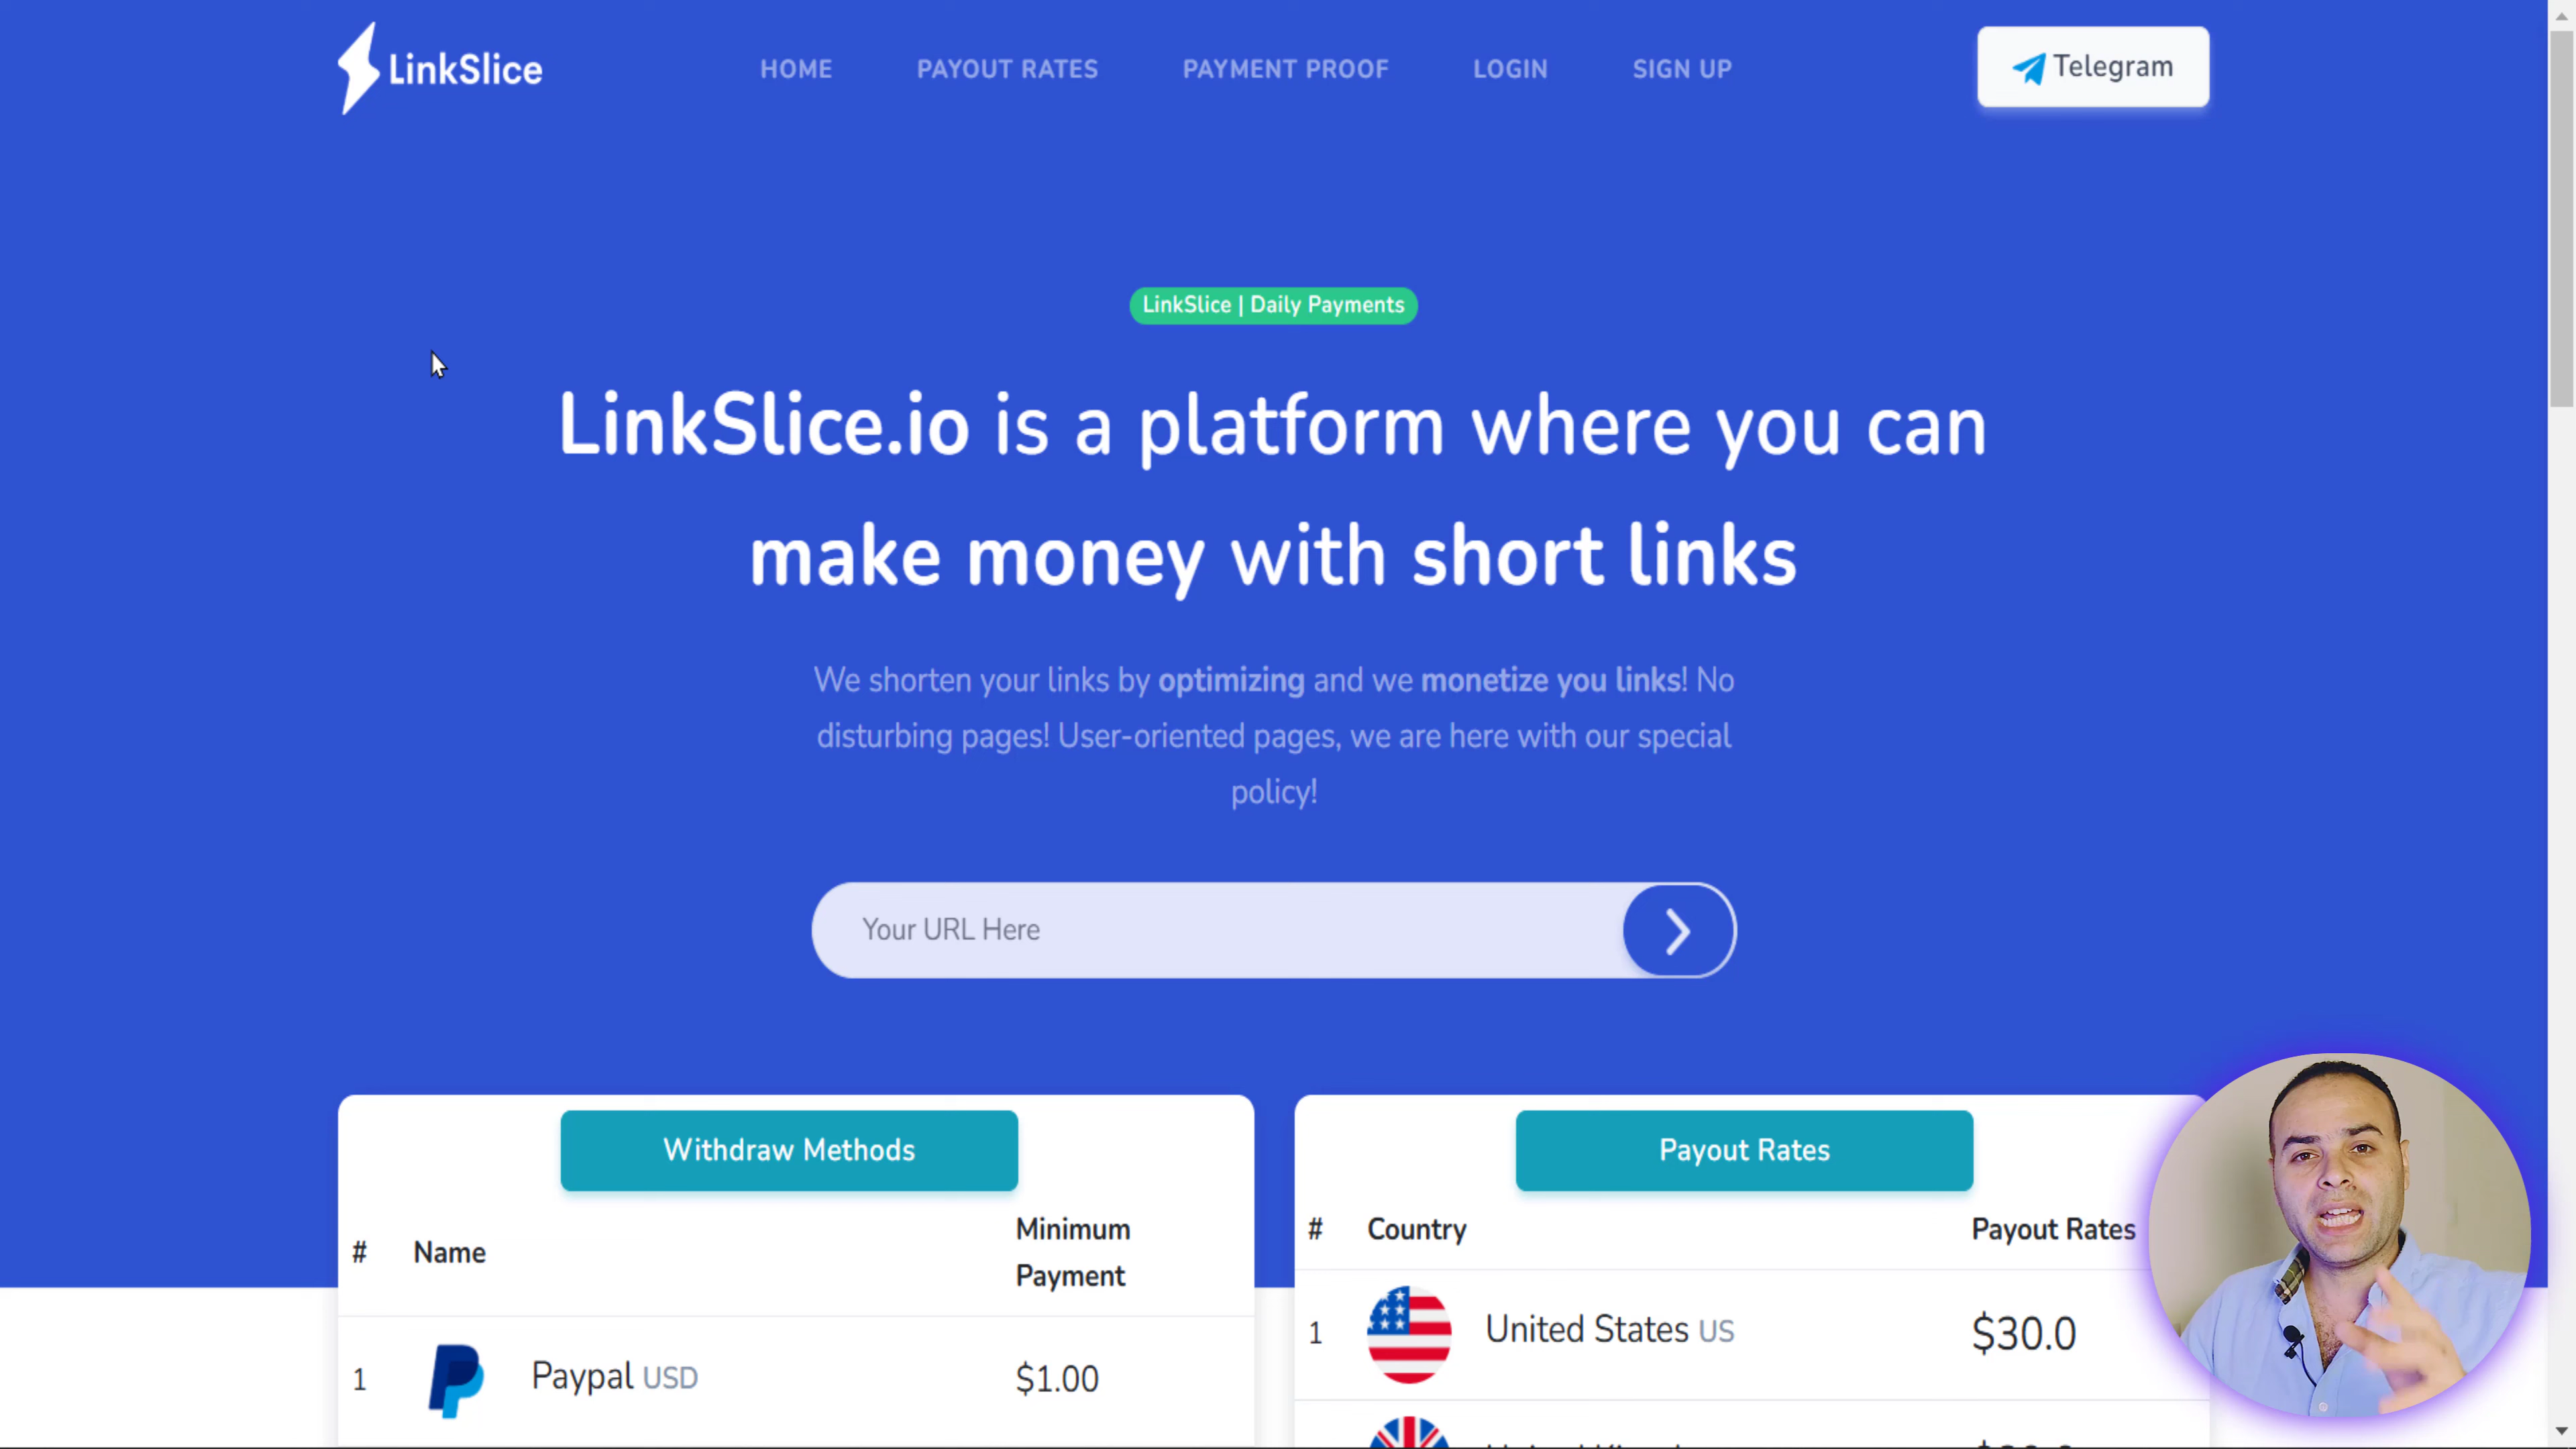 LinkSlice
HOME
PAYOUT RATES
PAYMENT PROOF
LOGIN
SIGN UP
Telegram
LinkSlice | Daily Payments
LinkSlice.io is a platform where you can
make money with short links
We shorten your links by optimizing and we monetize you links! No
disturbing pages! User-oriented pages, we are here with our special
policy!
Your URL Here
Withdraw Methods
# Name Minimum
Payment
1 Paypal USD $1.00
Payout Rates
# Country Payout Rates
1 United States US $30.0